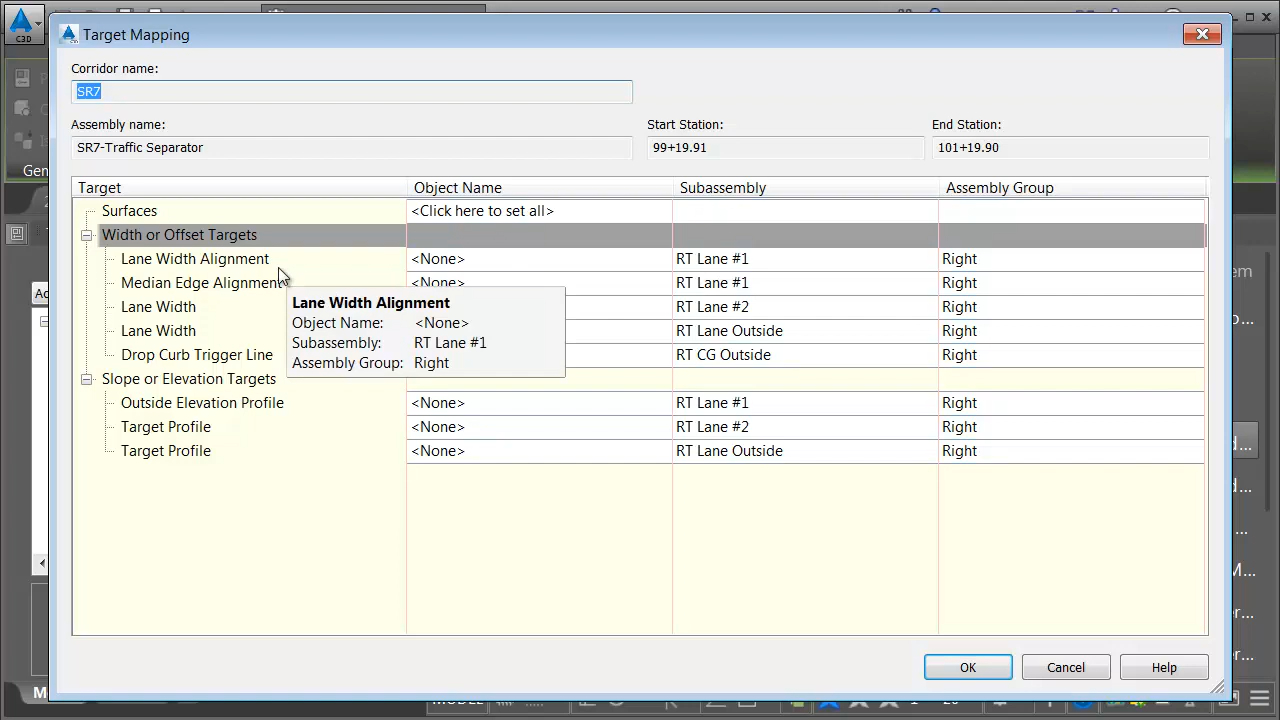 C3D
Target Mapping
Corridor name:
SR7
Assembly name:
Start Station:
End Station:
SR7-Traffic Separator
99+19.91
101+19.90
Target Object Name Subassembly Assembly Group
Surfaces <Click here to set all>
Width or Offset Targets
Lane Width Alignment <None> RT Lane #1 Right
Median Edge Alignment <None> RT Lane #1 Right
Lane Width Alignment
Object Name: <None>
Subassembly: RT Lane #1
Assembly Group: Right
Lane Width RT Lane #2 Right
Lane Width RT Lane Outside Right
Drop Curb Trigger Line RT CG Outside Right
Slope or Elevation Targets
Outside Elevation Profile <None> RT Lane #1 Right
Target Profile <None> RT Lane #2 Right
Target Profile <None> RT Lane Outside Right
OK Cancel Help
Gen
MODEL